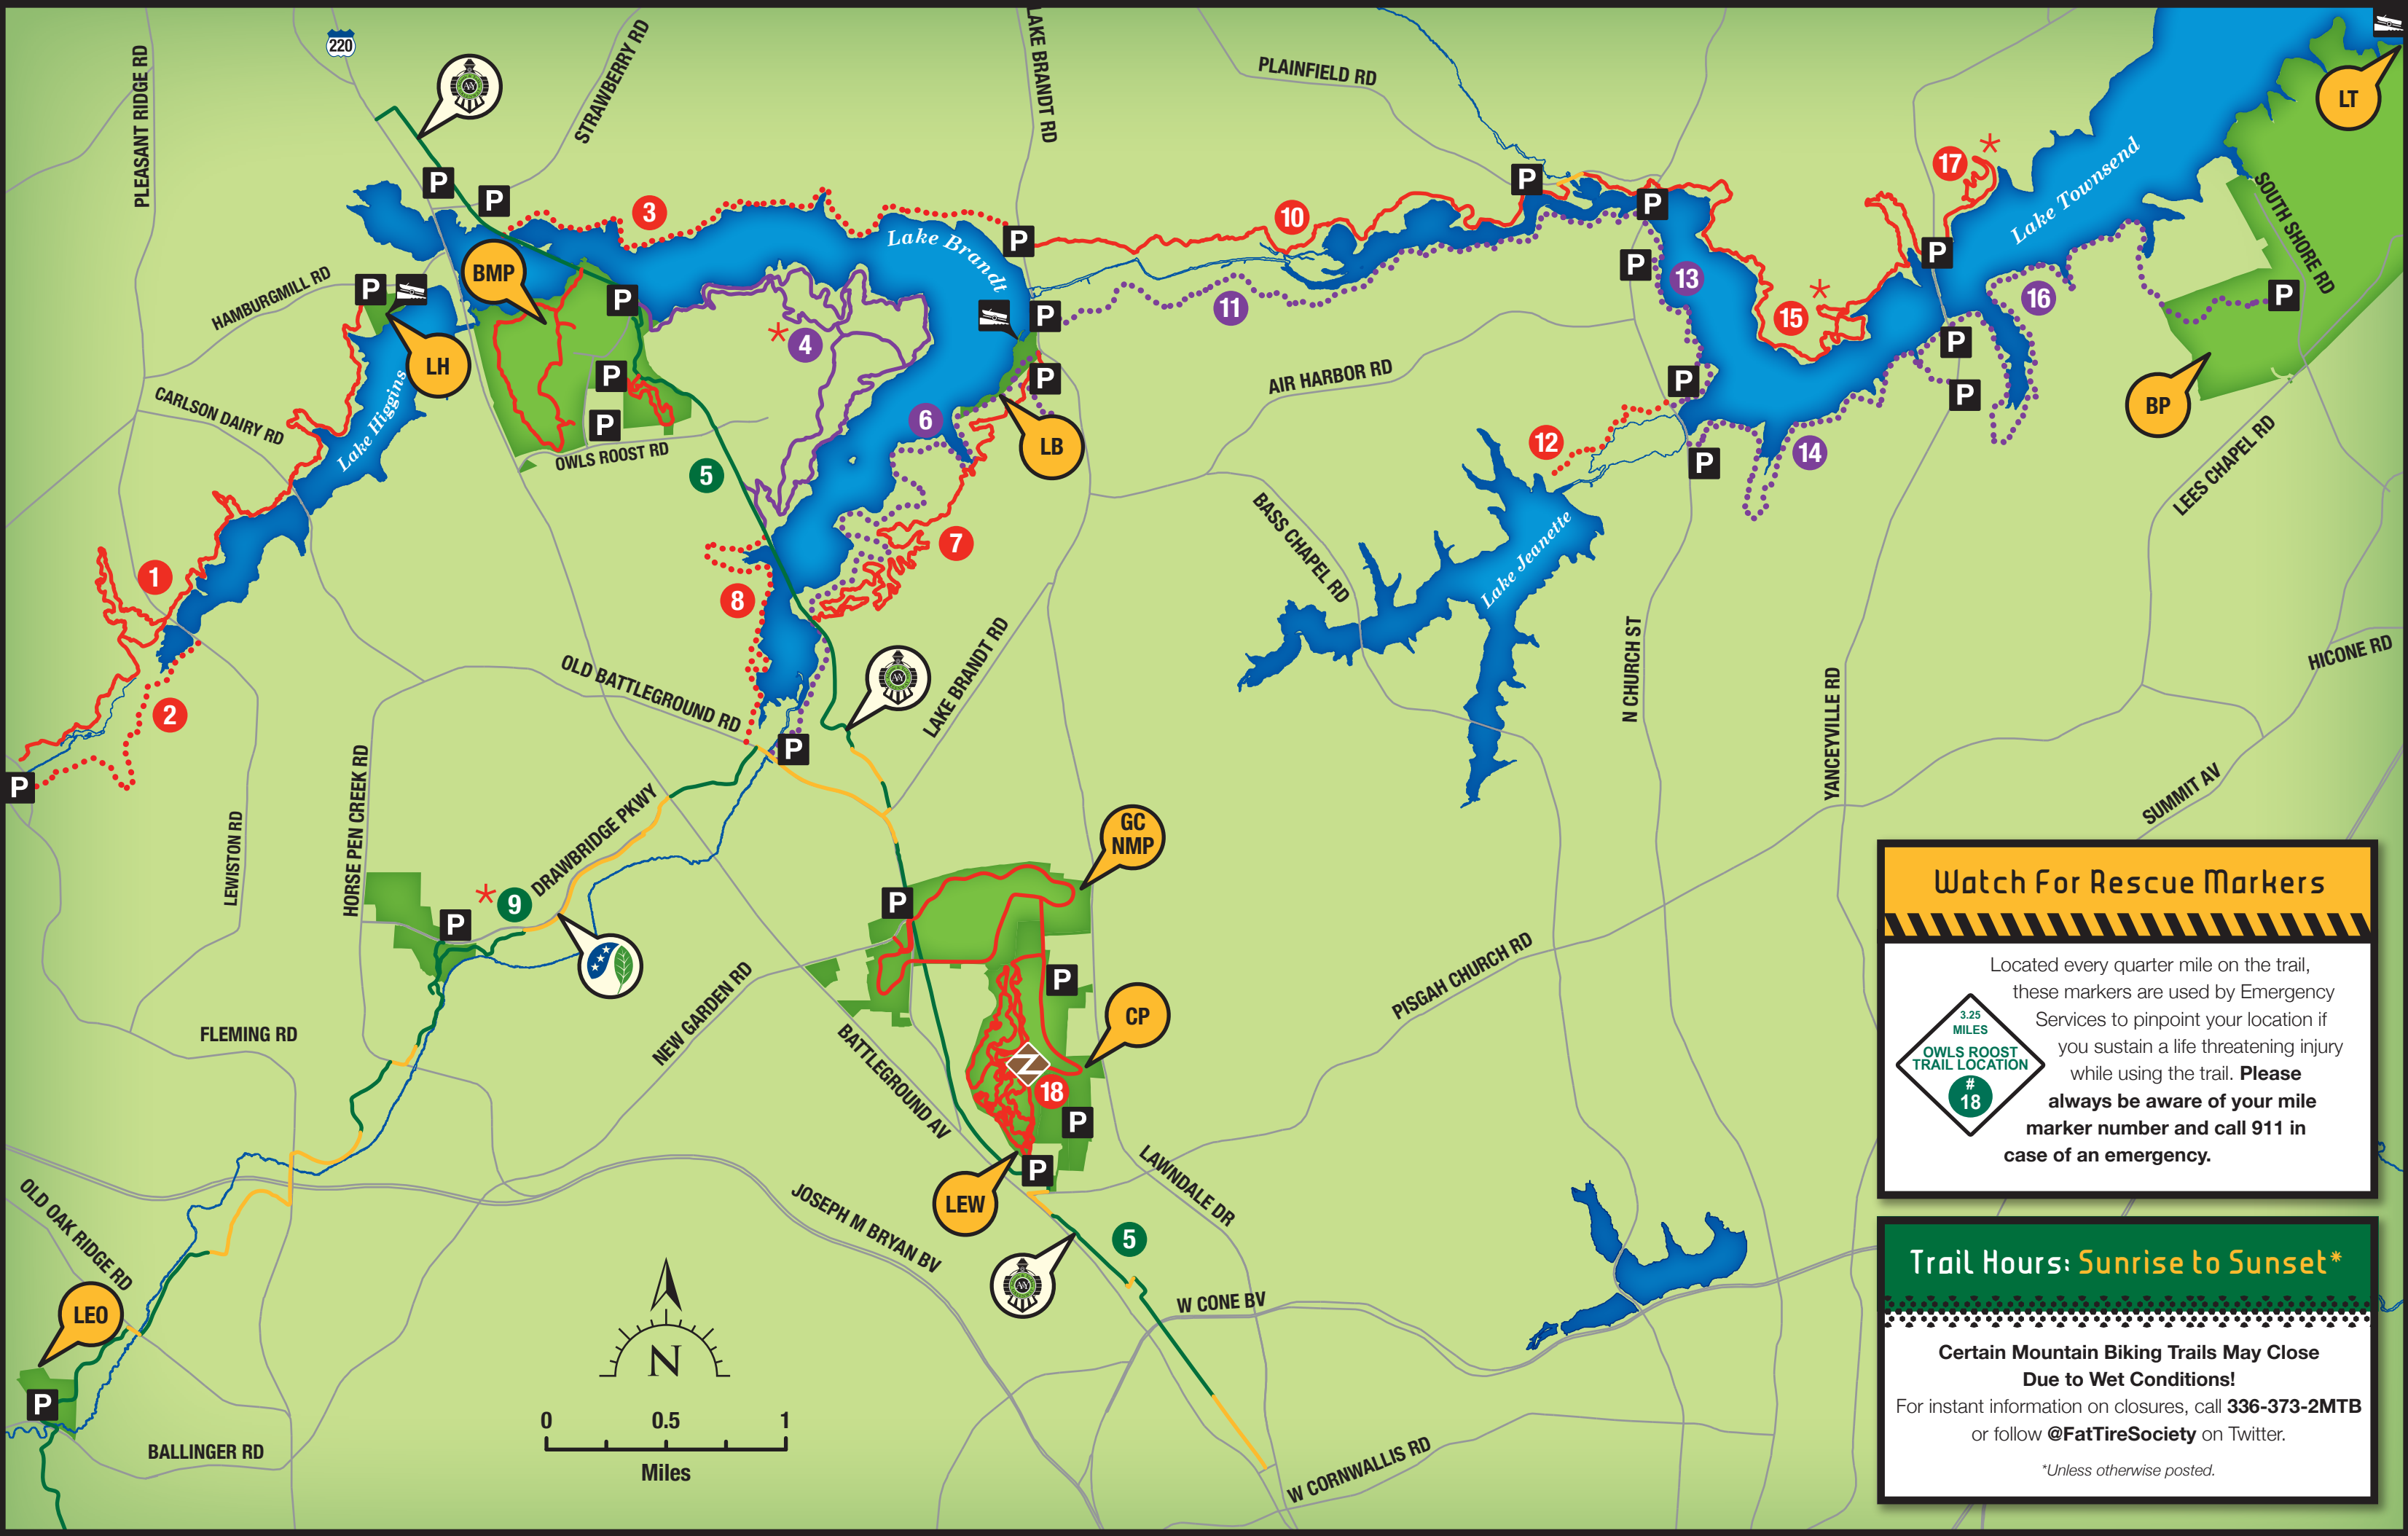 220
PLEASANT RIDGE RD
STRAWBERRY RD
LAKE BRANDT RD
PLAINFIELD RD
LT
17
Lake Townsend
SOUTH SHORE RD
P
P
3
P
P
10
P
Lake Brandt
P
BMP
HAMBURGMILL RD
P
P
4
LH
P
11
P
13
15
P
16
P
Lake Higgins
CARLSON DAIRY RD
P
P
6
P
AIR HARBOR RD
P
P
P
BP
OWLS ROOST RD
5
LB
12
14
P
LEES CHAPEL RD
BASS CHAPEL RD
7
Lake Jeanette
1
8
2
OLD BATTLEGROUND RD
LAKE BRANDT RD
N CHURCH ST
YANCEYVILLE RD
HICONE RD
P
P
SUMMIT AV
LEWISTON RD
HORSE PEN CREEK RD
DRAWBRIDGE PKWY
GC
NMP
9
P
P
NEW GARDEN RD
P
PISGAH CHURCH RD
CP
FLEMING RD
BATTLEGROUND AV
18
P
P
LEW
LAWNDALE DR
OLD OAK RIDGE RD
JOSEPH M BRYAN BV
5
W CONE BV
LEO
P
BALLINGER RD
N
0 0.5 1
Miles
W CORNWALLIS RD
Watch For Rescue Markers
Located every quarter mile on the trail,
these markers are used by Emergency
Services to pinpoint your location if
you sustain a life threatening injury
while using the trail. Please
always be aware of your mile
marker number and call 911 in
case of an emergency.
3.25
MILES
OWLS ROOST
TRAIL LOCATION
#
18
Trail Hours: Sunrise to Sunset*
Certain Mountain Biking Trails May Close
Due to Wet Conditions!
For instant information on closures, call 336-373-2MTB
or follow @FatTireSociety on Twitter.
*Unless otherwise posted.